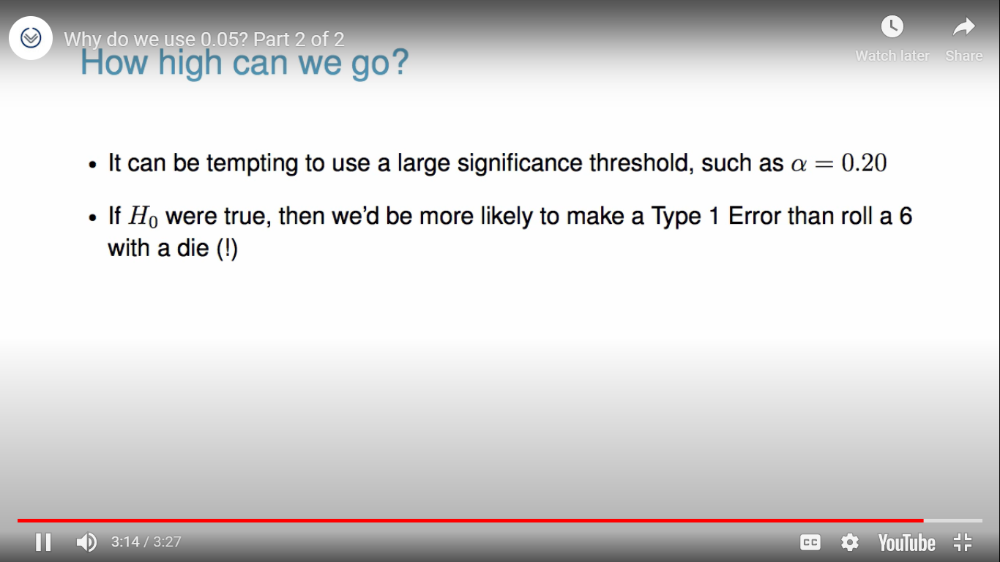 Why do we use 0.05? Part 2 of 2
Watch later
Share
How high can we go?
• It can be tempting to use a large significance threshold, such as α = 0.20
• If H₀ were true, then we’d be more likely to make a Type 1 Error than roll a 6
with a die (!)
3:14 / 3:27
CC
YouTube